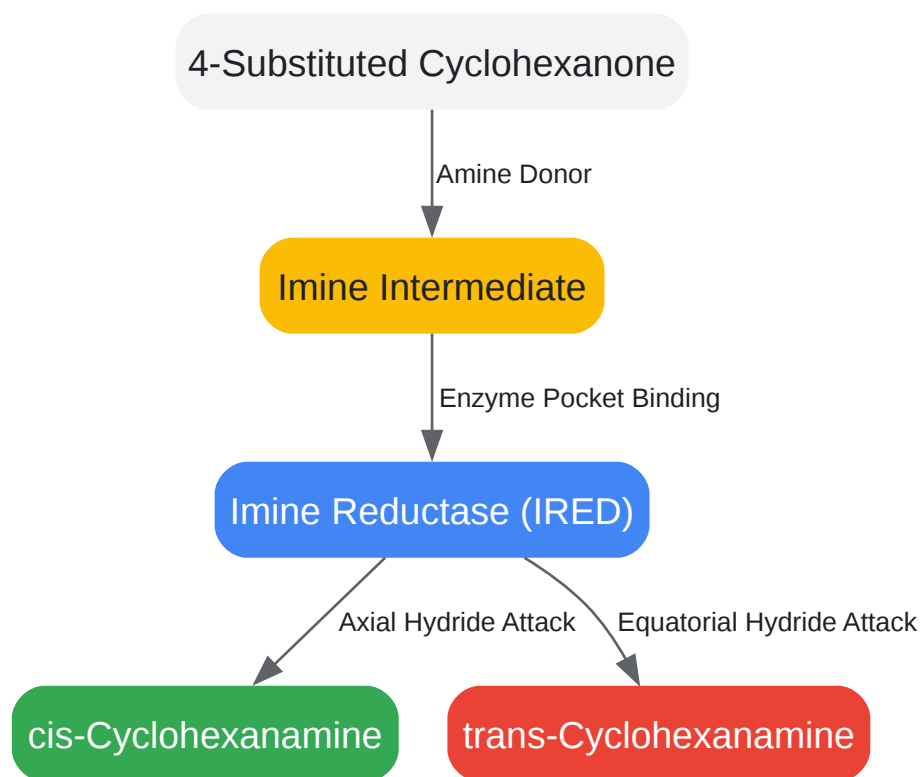 4-Substituted Cyclohexanone
Amine Donor
Imine Intermediate
Enzyme Pocket Binding
Imine Reductase (IRED)
Axial Hydride Attack
Equatorial Hydride Attack
cis-Cyclohexanamine
trans-Cyclohexanamine